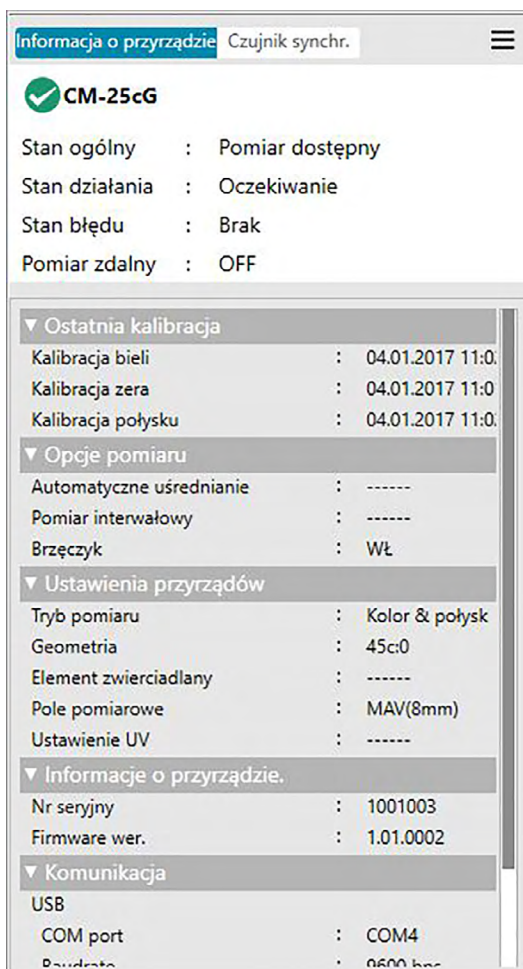 Informacja o przyrządzie Czujnik synchr.
CM-25cG
Stan ogólny : Pomiar dostępny
Stan działania : Oczekiwanie
Stan błędu : Brak
Pomiar zdalny : OFF
▼ Ostatnia kalibracja
Kalibracja bieli : 04.01.2017 11:0
Kalibracja zera : 04.01.2017 11:0
Kalibracja połysku : 04.01.2017 11:0
▼ Opcje pomiaru
Automatyczne uśrednianie : ------
Pomiar interwałowy : ------
Brzęczyk : WŁ
▼ Ustawienia przyrządów
Tryb pomiaru : Kolor & połysk
Geometria : 45c:0
Element zwierciadlany : ------
Pole pomiarowe : MAV(8mm)
Ustawienie UV : ------
▼ Informacje o przyrządzie.
Nr seryjny : 1001003
Firmware wer. : 1.01.0002
▼ Komunikacja
USB
COM port : COM4
Baudrate : 9600 bps